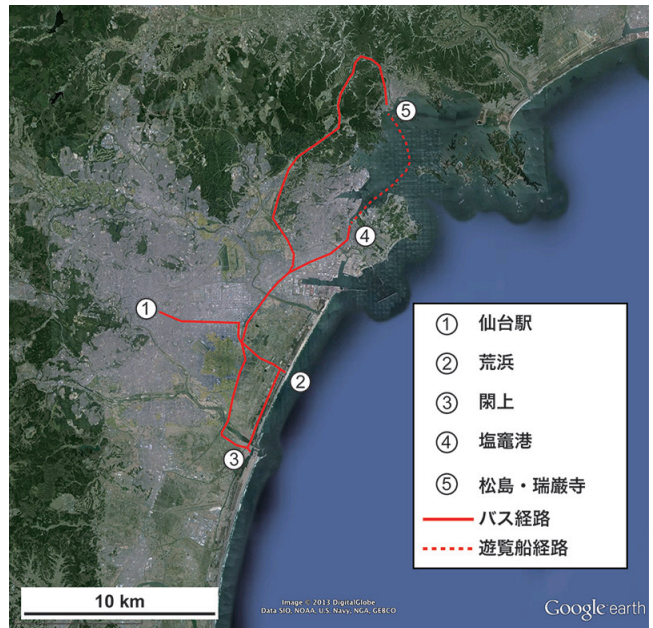 ⑤
④
①
②
③
① 仙台駅
② 荒浜
③ 閖上
④ 塩竈港
⑤ 松島・瑞巌寺
バス経路
遊覧船経路
10 km
Image © 2013 DigitalGlobe
Data SIO, NOAA, U.S. Navy, NGA, GEBCO
Google earth